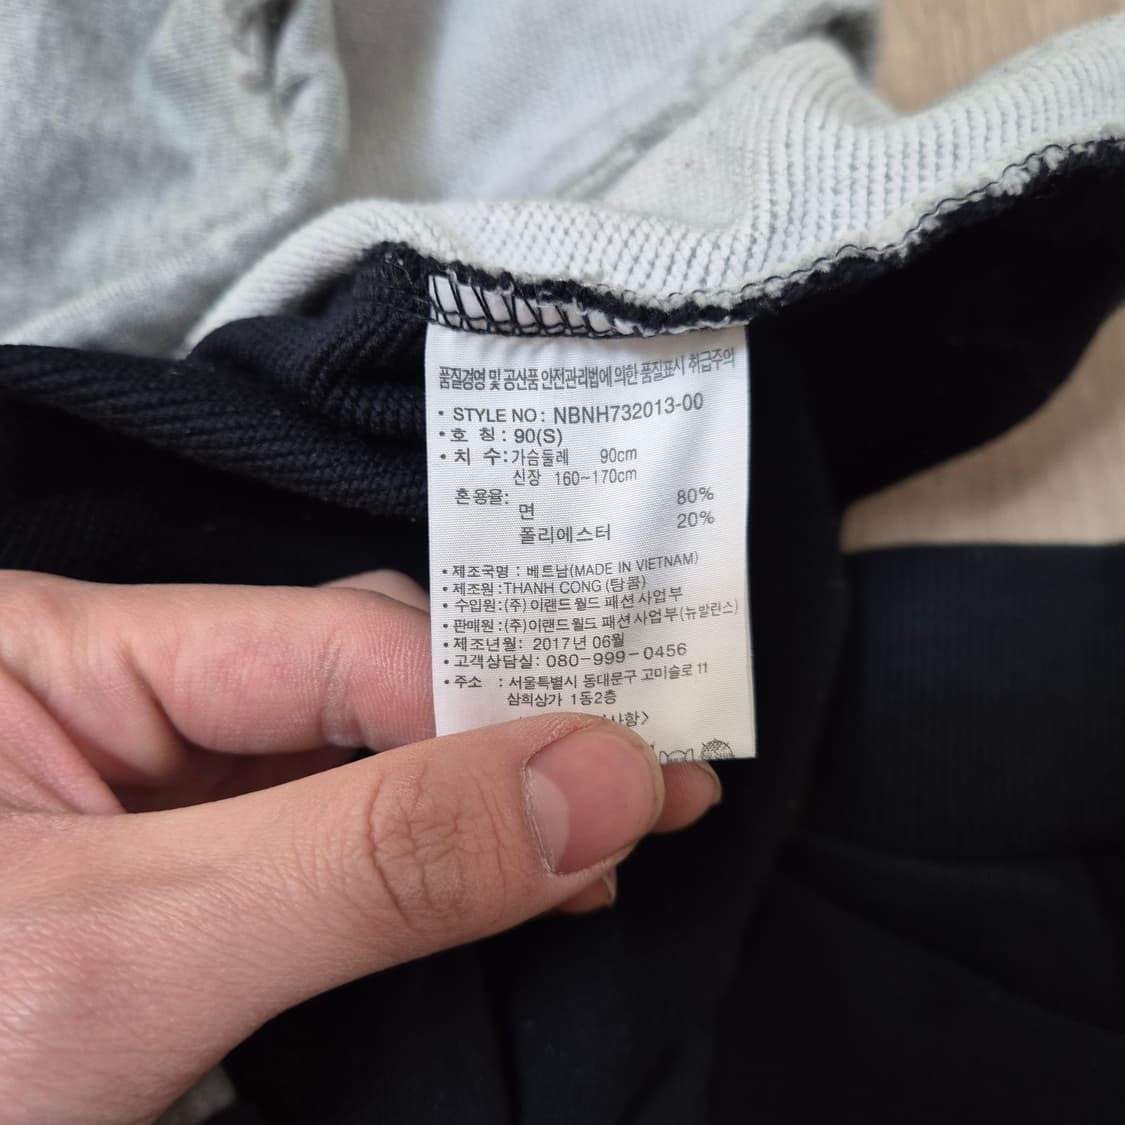 품질경영 및 공산품 안전관리법에 의한 품질표시 취급주의
• STYLE NO: NBNH732013-00
• 호 칭: 90(S)
• 치 수: 가슴둘레 90cm
신장 160~170cm
혼용율:
면 80%
폴리에스터 20%
• 제조국명 : 베트남(MADE IN VIETNAM)
• 제조원 :THANH CONG (탕콤)
• 수입원:(주) 이랜드 월드 패션 사업부
• 판매원 :(주)이랜드 월드 패션 사업부(뉴발란스)
• 제조년월: 2017년 06월
• 고객상담실: 080-999-0456
• 주소 : 서울특별시 동대문구 고미술로 11
삼희상가 1동2층
사항>